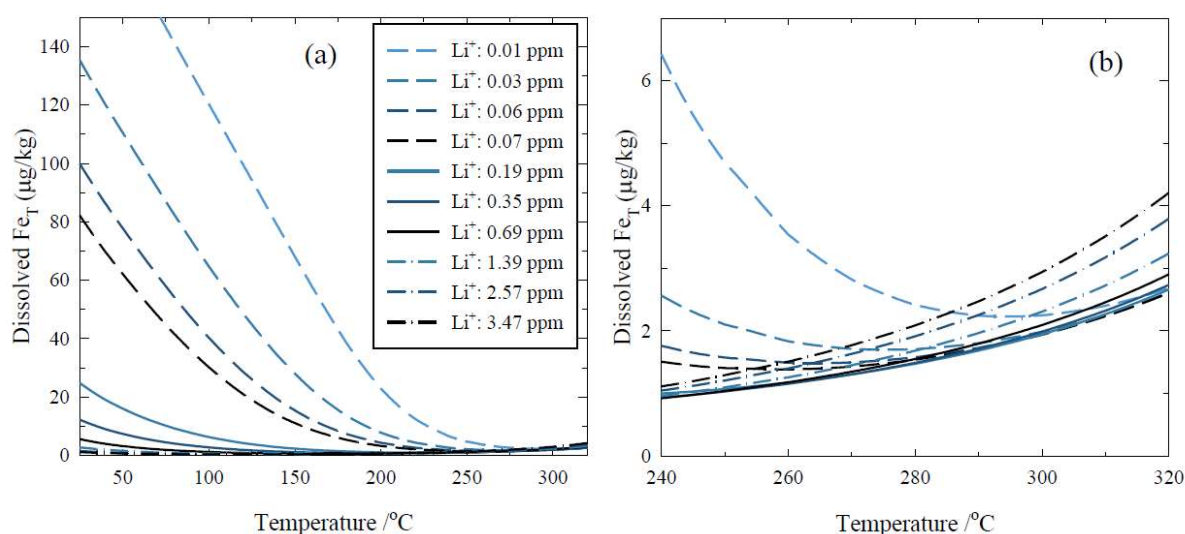 (a)
Li⁺: 0.01 ppm
Li⁺: 0.03 ppm
Li⁺: 0.06 ppm
Li⁺: 0.07 ppm
Li⁺: 0.19 ppm
Li⁺: 0.35 ppm
Li⁺: 0.69 ppm
Li⁺: 1.39 ppm
Li⁺: 2.57 ppm
Li⁺: 3.47 ppm
140
120
100
80
60
40
20
0
Dissolved Fe_T (μg/kg)
50 100 150 200 250 300
Temperature /°C
(b)
6
4
2
0
Dissolved Fe_T (μg/kg)
240 260 280 300 320
Temperature /°C